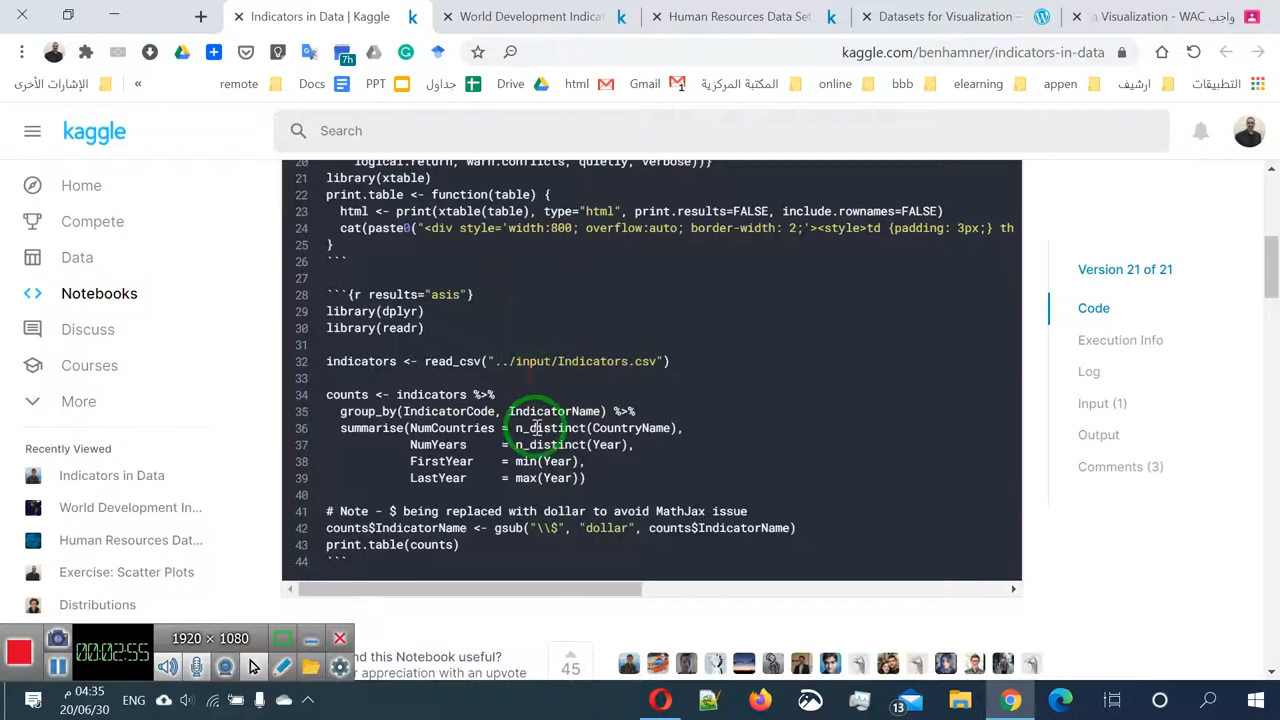 Indicators in Data | Kaggle
World Development Indicat
Human Resources Data Set
Datasets for Visualization –
a Visualization - WAC واجب
7h
kaggle.com/benhamner/indicators-in-data
الإشارات الأخرى
«
remote
Docs
PPT
جداول
Drive
html
Gmail
1
المكتبة المركزية
online
bbb
elearning
appen
ارشيف
التطبيقات
kaggle
Search
Home
Compete
Data
Notebooks
Discuss
Courses
More
Recently Viewed
Indicators in Data
World Development In...
Human Resources Dat...
Exercise: Scatter Plots
Distributions
20 logical.return, warn.conflicts, quietly, verbose))}
21 library(xtable)
22 print.table <- function(table) {
23 html <- print(xtable(table), type="html", print.results=FALSE, include.rownames=FALSE)
24 cat(paste0("<div style='width:800; overflow:auto; border-width: 2;'><style>td {padding: 3px;} th
25 }
26 ```
27
28 ```{r results="asis"}
29 library(dplyr)
30 library(readr)
31
32 indicators <- read_csv("../input/Indicators.csv")
33
34 counts <- indicators %>%
35 group_by(IndicatorCode, IndicatorName) %>%
36 summarise(NumCountries = n_distinct(CountryName),
37 NumYears = n_distinct(Year),
38 FirstYear = min(Year),
39 LastYear = max(Year))
40
41 # Note - $ being replaced with dollar to avoid MathJax issue
42 counts$IndicatorName <- gsub("\\$", "dollar", counts$IndicatorName)
43 print.table(counts)
44 ```
Version 21 of 21
Code
Execution Info
Log
Input (1)
Output
Comments (3)
nd this Notebook useful?
r appreciation with an upvote
45
1920 × 1080
00:02:55
04:35 م
20/06/30
ENG
13